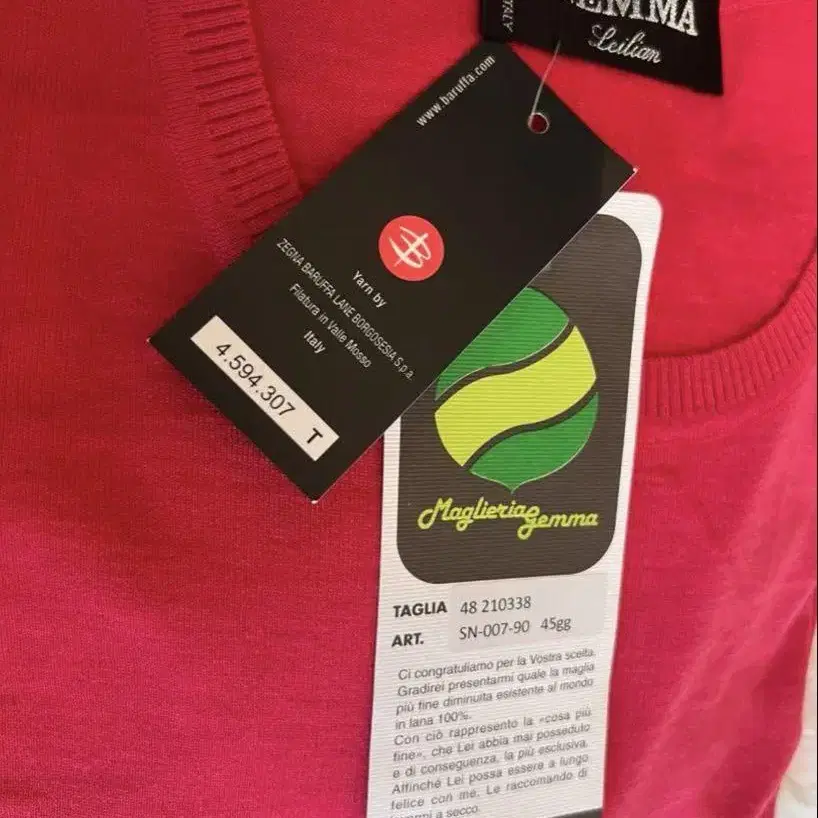 EMMA
Leilian
www.baruffa.com
Yarn by
ZEGNA BARUFFA LANE BORGOSESIA S.p.a.
Filatura in Valle Mosso
Italy
4.594.307 T
Maglieria Gemma
TAGLIA 48 210338
ART. SN-007-90 45gg
Ci congratuliamo per la Vostra scelta.
Gradirei presentarmi quale la maglia
più fine diminuita esistente al mondo
in lana 100%.
Con ciò rappresento la «cosa più
fine», che Lei abbia mai posseduto
e di conseguenza, la più esclusiva.
Affinché Lei possa essere a lungo
felice con me, Le raccomando di
a secco.